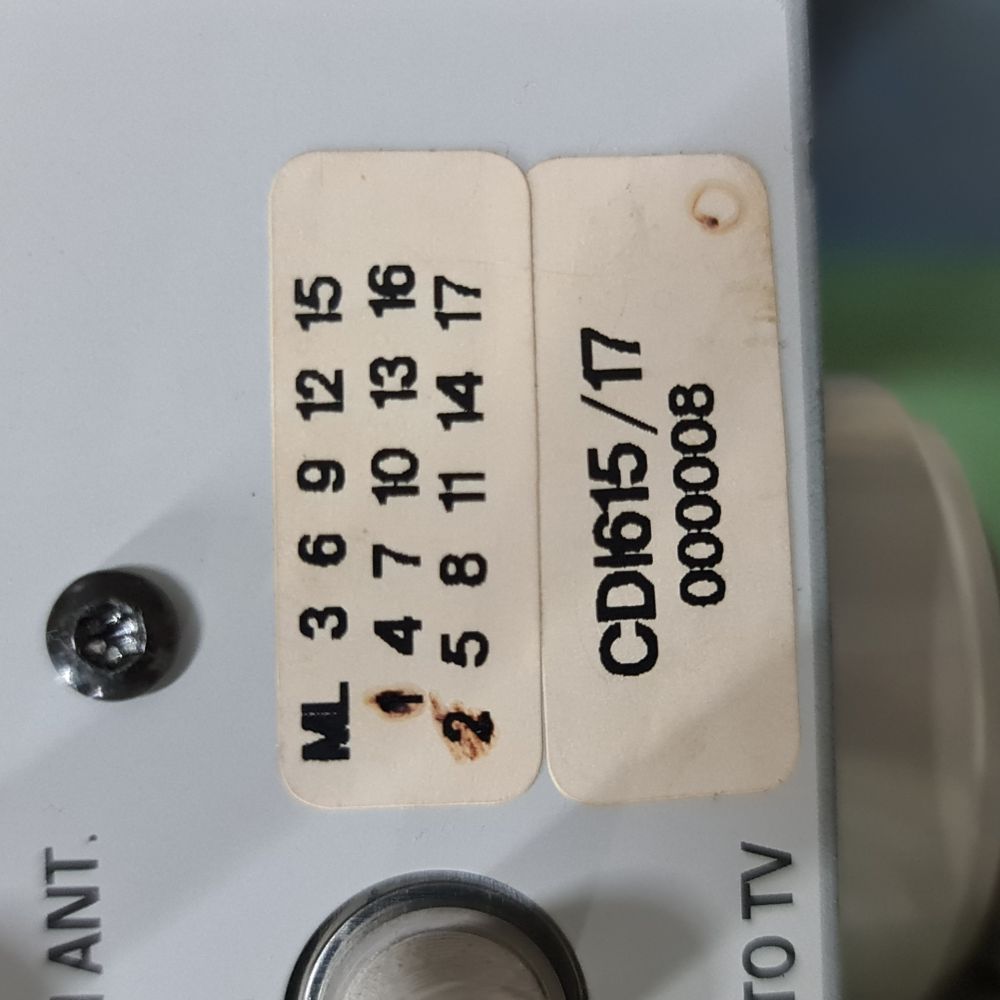 ML 3 6 9 12 15
1 4 7 10 13 16
2 5 8 11 14 17
CDI615/17
000008
ANT.
TO TV